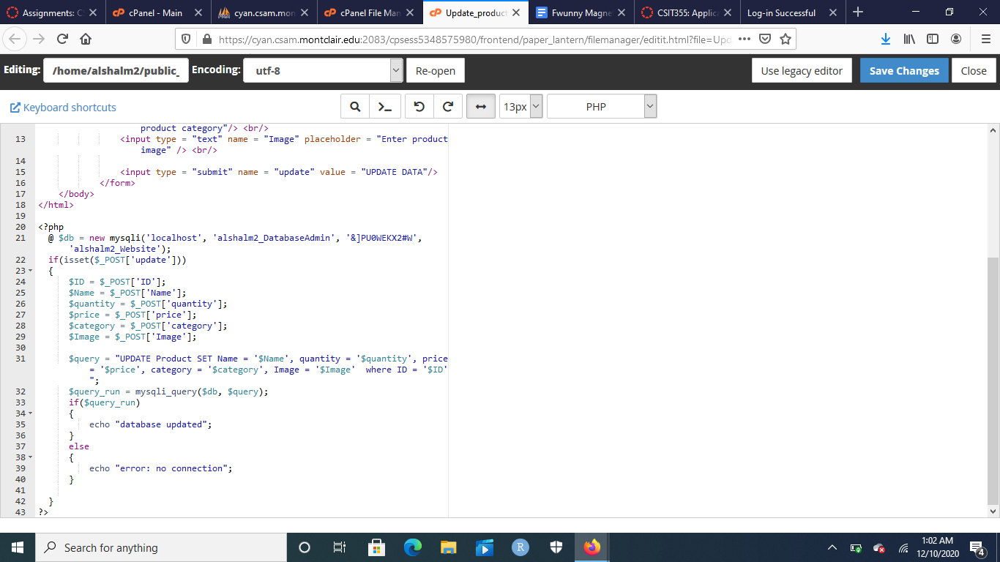 Assignments: C
cPanel - Main
cyan.csam.mon
cPanel File Man
Update_product
Fwunny Magne
CSIT355: Applica
Log-in Successful
https://cyan.csam.montclair.edu:2083/cpsess5348575980/frontend/paper_lantern/filemanager/editit.html?file=Upd
Editing: /home/alshalm2/public_ Encoding: utf-8 Re-open Use legacy editor Save Changes Close
Keyboard shortcuts 13px PHP
product category"/> <br/>
13 <input type = "text" name = "Image" placeholder = "Enter product
image" /> <br/>
14
15 <input type = "submit" name = "update" value = "UPDATE DATA"/>
16 </form>
17 </body>
18 </html>
19
20 <?php
21 @ $db = new mysqli('localhost', 'alshalm2_DatabaseAdmin', '&]PU0WEKX2#W',
'alshalm2_Website');
22 if(isset($_POST['update']))
23 {
24 $ID = $_POST['ID'];
25 $Name = $_POST['Name'];
26 $quantity = $_POST['quantity'];
27 $price = $_POST['price'];
28 $category = $_POST['category'];
29 $Image = $_POST['Image'];
30
31 $query = "UPDATE Product SET Name = '$Name', quantity = '$quantity', price
= '$price', category = '$category', Image = '$Image'  where ID = '$ID'
";
32 $query_run = mysqli_query($db, $query);
33 if($query_run)
34 {
35 echo "database updated";
36 }
37 else
38 {
39 echo "error: no connection";
40 }
41
42 }
43 ?>
Search for anything
R
1:02 AM
12/10/2020
4